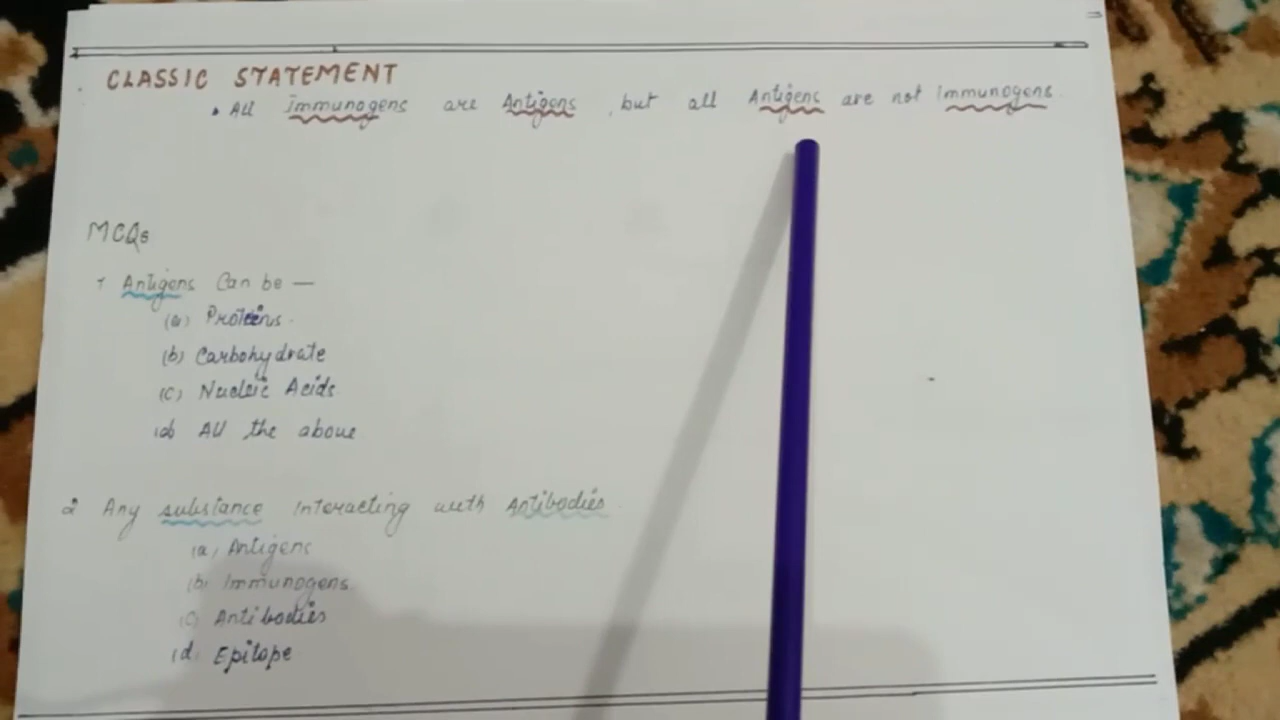 CLASSIC STATEMENT
• All immunogens are Antigens, but all Antigens are not Immunogens.
MCQs
1 Antigens Can be —
(a) Proteins.
(b) Carbohydrate
(c) Nucleic Acids
(d) All the above
2 Any substance Interacting with Antibodies.
(a) Antigens
(b) Immunogens.
(c) Antibodies
(d) Epitope